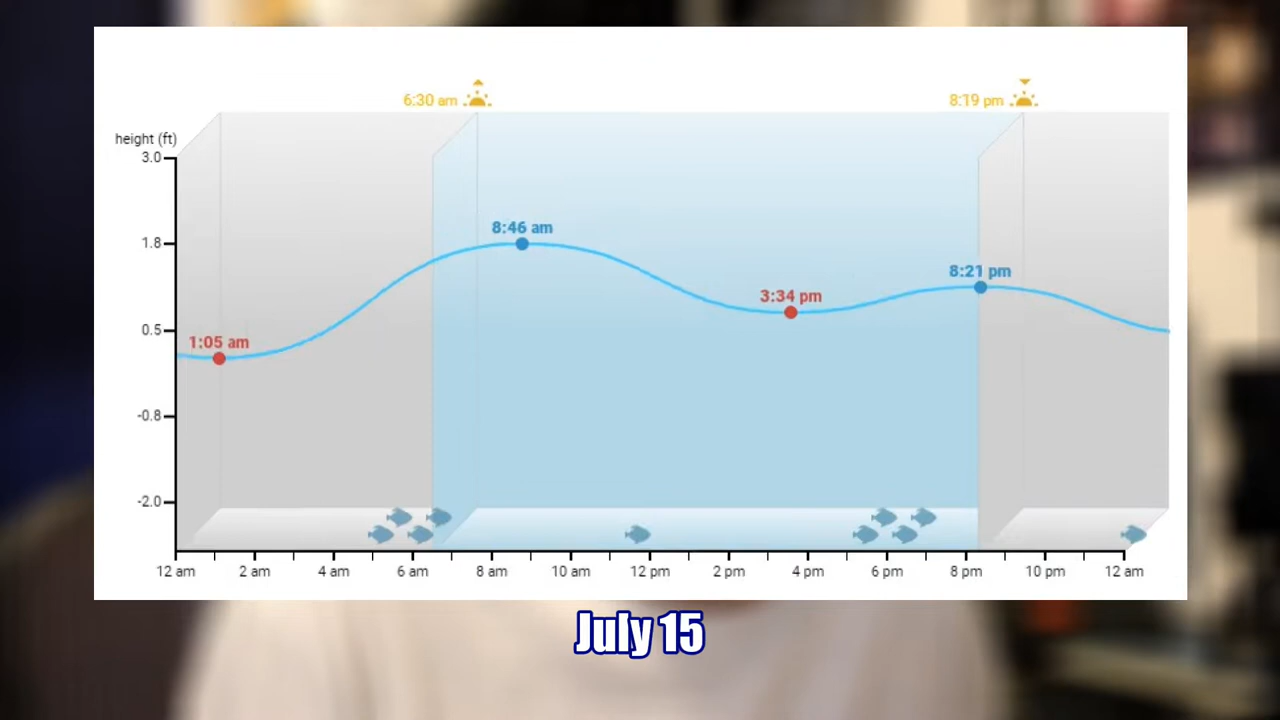 6:30 am
8:19 pm
height (ft)
3.0
8:46 am
1.8
8:21 pm
3:34 pm
1:05 am
0.5
-0.8
-2.0
12 am 2 am 4 am 6 am 8 am 10 am 12 pm 2 pm 4 pm 6 pm 8 pm 10 pm 12 am
July 15